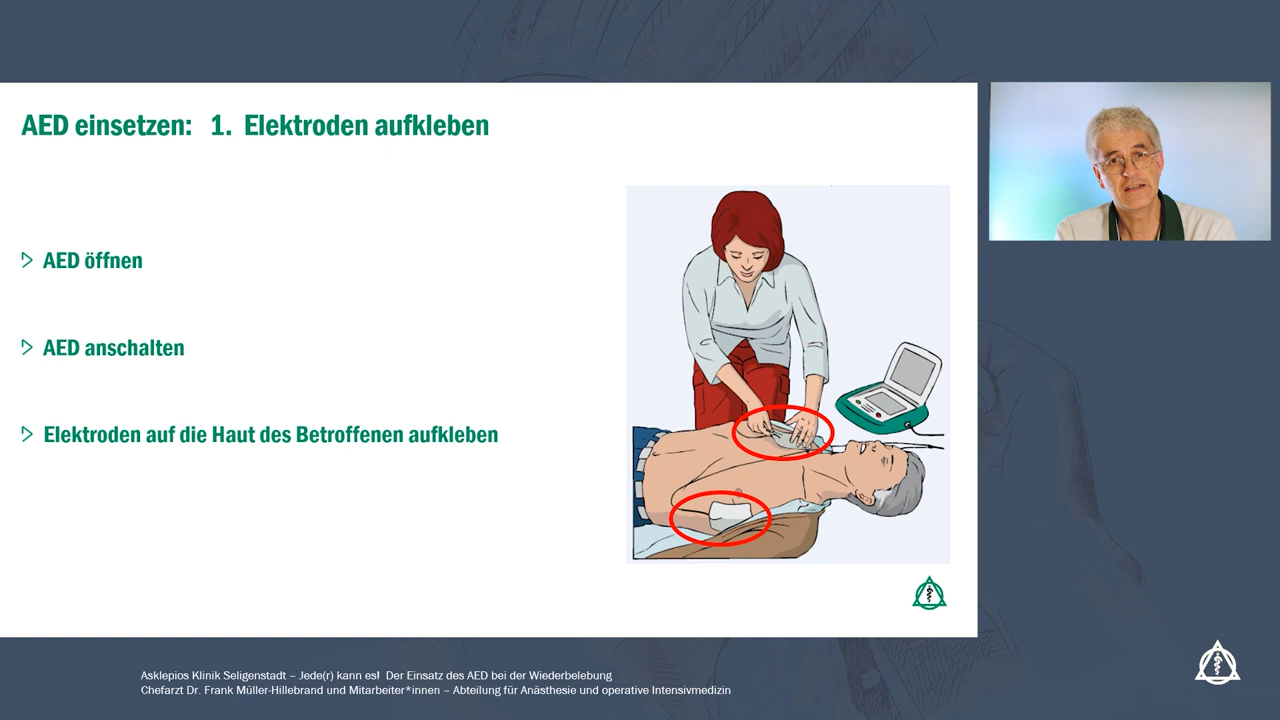 AED einsetzen: 1. Elektroden aufkleben
AED öffnen
AED anschalten
Elektroden auf die Haut des Betroffenen aufkleben
Asklepios Klinik Seligenstadt – Jede(r) kann es! Der Einsatz des AED bei der Wiederbelebung
Chefarzt Dr. Frank Müller-Hillebrand und Mitarbeiter*innen – Abteilung für Anästhesie und operative Intensivmedizin